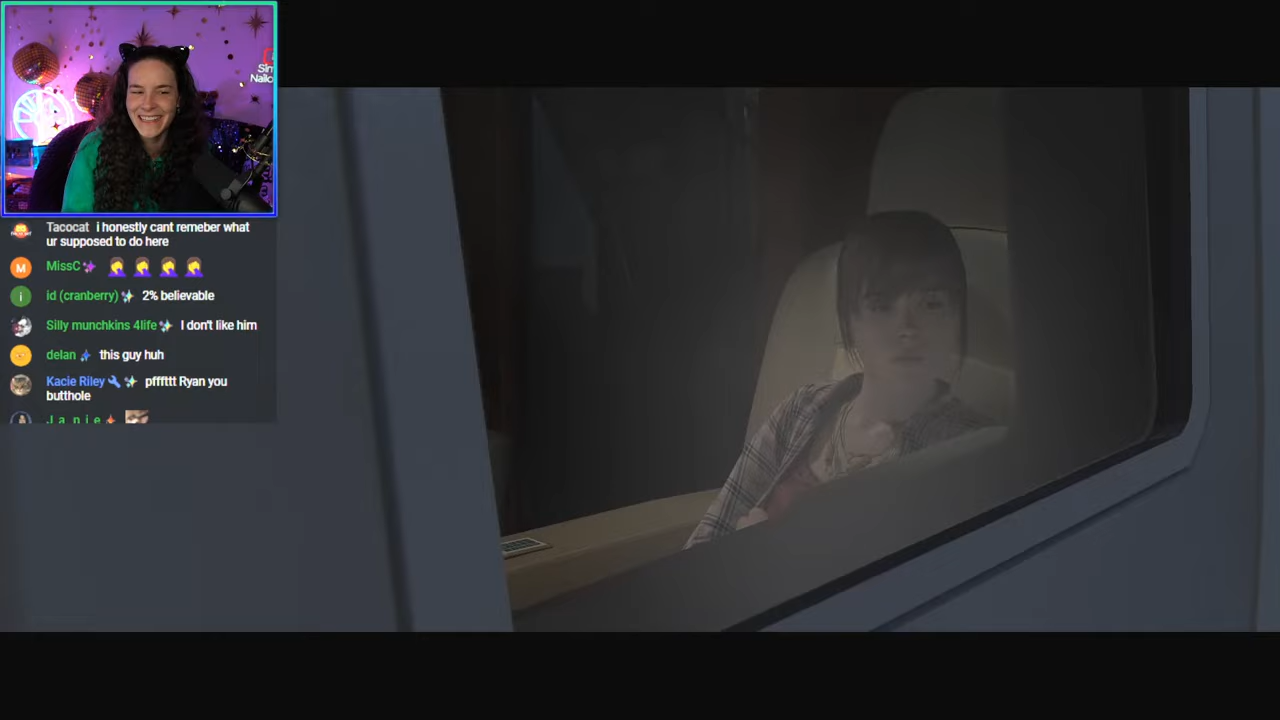 Tacocat i honestly cant remeber what
ur supposed to do here
MissC
id (cranberry) 2% believable
Silly munchkins 4life I don't like him
delan this guy huh
Kacie Riley pfffttt Ryan you
butthole
J a n i e